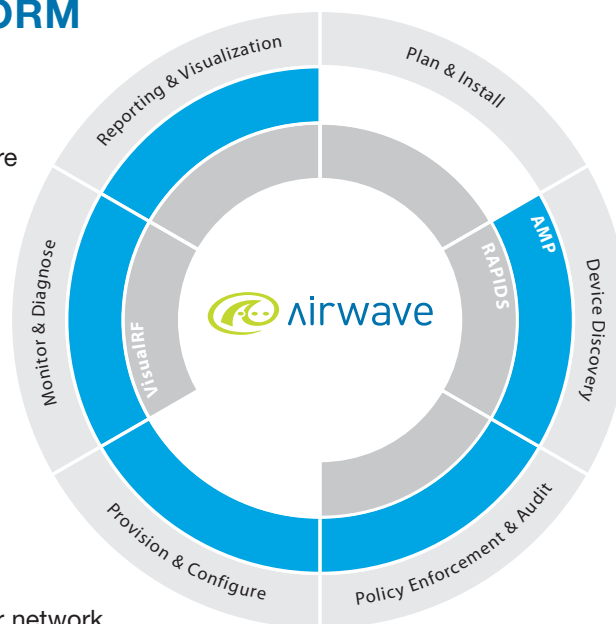 ORM
re
Reporting & Visualization
Plan & Install
Monitor & Diagnose
Device Discovery
AMP
RAPIDS
VisualRF
Airwave
Provision & Configure
Policy Enforcement & Audit
r network